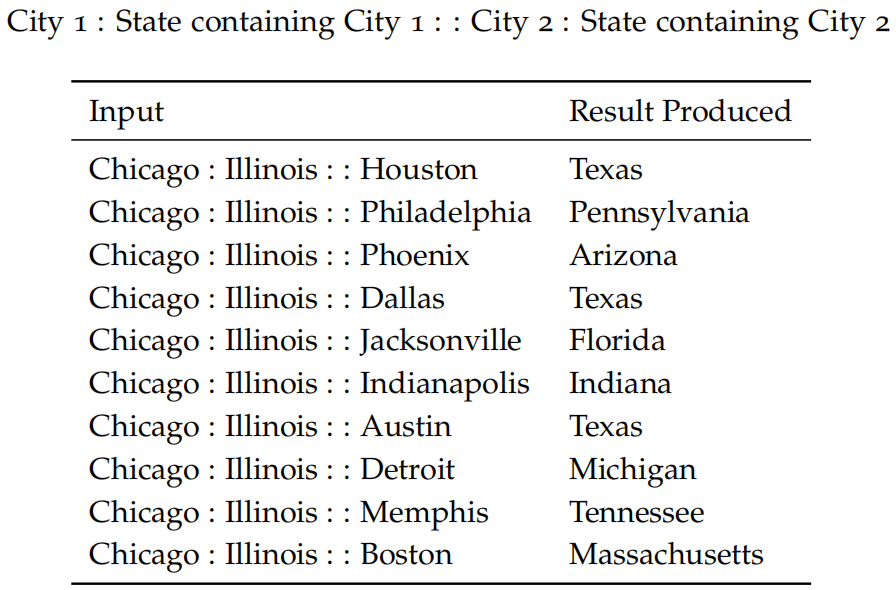 City 1 : State containing City 1 : : City 2 : State containing City 2
Input Result Produced
Chicago : Illinois : : Houston Texas
Chicago : Illinois : : Philadelphia Pennsylvania
Chicago : Illinois : : Phoenix Arizona
Chicago : Illinois : : Dallas Texas
Chicago : Illinois : : Jacksonville Florida
Chicago : Illinois : : Indianapolis Indiana
Chicago : Illinois : : Austin Texas
Chicago : Illinois : : Detroit Michigan
Chicago : Illinois : : Memphis Tennessee
Chicago : Illinois : : Boston Massachusetts